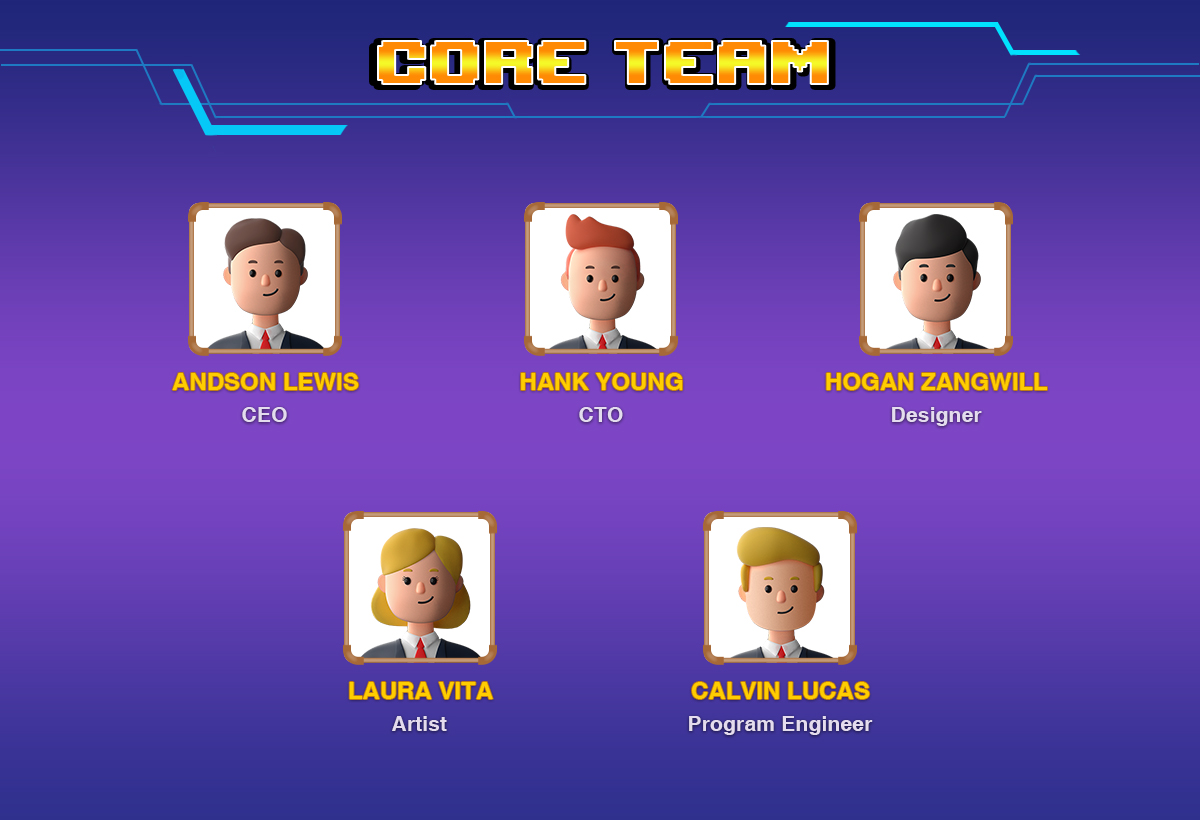 CORE TEAM
ANDSON LEWIS
CEO
HANK YOUNG
CTO
HOGAN ZANGWILL
Designer
LAURA VITA
Artist
CALVIN LUCAS
Program Engineer